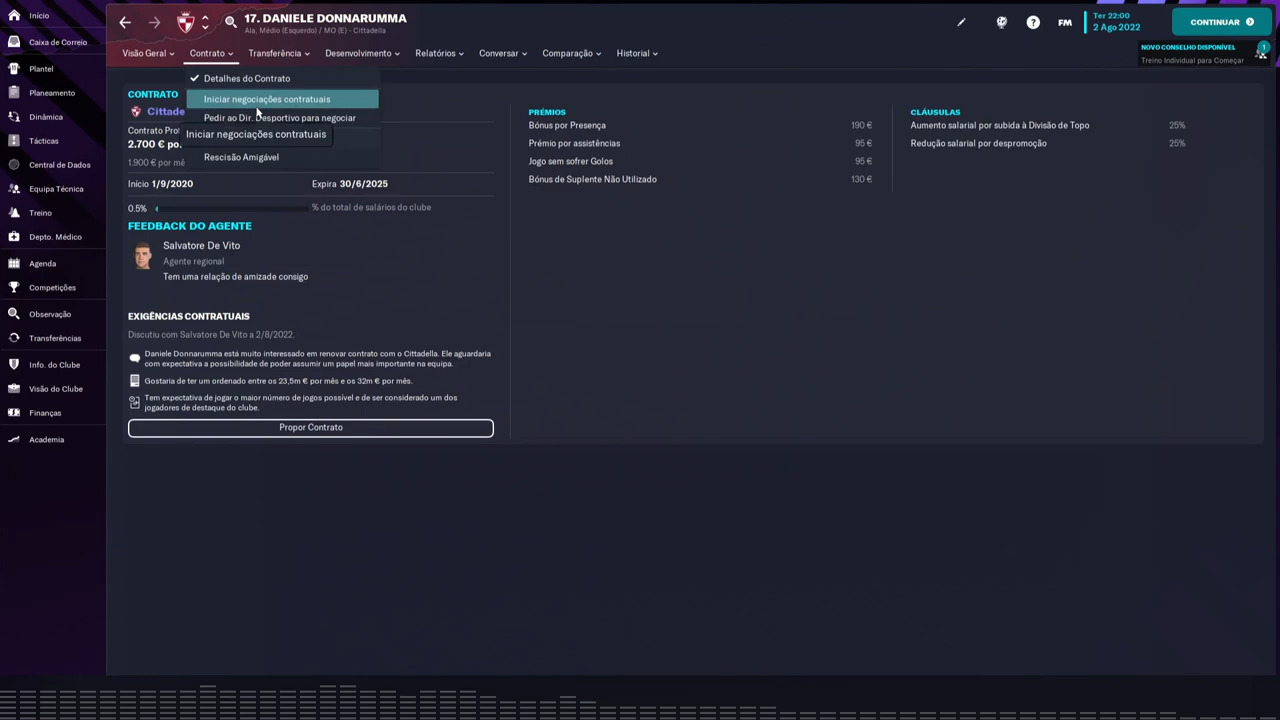 Início
Caixa de Correio
Plantel
Planeamento
Dinâmica
Tácticas
Central de Dados
Equipa Técnica
Treino
Depto. Médico
Agenda
Competições
Observação
Transferências
Info. do Clube
Visão do Clube
Finanças
Academia
17. DANIELE DONNARUMMA
Ala, Médio (Esquerdo) / MO (E) - Cittadella
FM
Ter 22:00
2 Ago 2022
CONTINUAR
NOVO CONSELHO DISPONÍVEL
1
Treino Individual para Começar
Visão Geral
Contrato
Transferência
Desenvolvimento
Relatórios
Conversar
Comparação
Historial
Detalhes do Contrato
Iniciar negociações contratuais
Pedir ao Dir. Desportivo para negociar
Iniciar negociações contratuais
Rescisão Amigável
CONTRATO
Cittade
Contrato Prof
2.700 € po
1.900 € por mê
Início 1/9/2020
Expira 30/6/2025
0.5%
% do total de salários do clube
FEEDBACK DO AGENTE
Salvatore De Vito
Agente regional
Tem uma relação de amizade consigo
EXIGÊNCIAS CONTRATUAIS
Discutiu com Salvatore De Vito a 2/8/2022.
Daniele Donnarumma está muito interessado em renovar contrato com o Cittadella. Ele aguardaria
com expectativa a possibilidade de poder assumir um papel mais importante na equipa.
Gostaria de ter um ordenado entre os 23,5m € por mês e os 32m € por mês.
Tem expectativa de jogar o maior número de jogos possível e de ser considerado um dos
jogadores de destaque do clube.
Propor Contrato
PRÉMIOS
Bónus por Presença 190 €
Prémio por assistências 95 €
Jogo sem sofrer Golos 95 €
Bónus de Suplente Não Utilizado 130 €
CLÁUSULAS
Aumento salarial por subida à Divisão de Topo 25%
Redução salarial por despromoção 25%